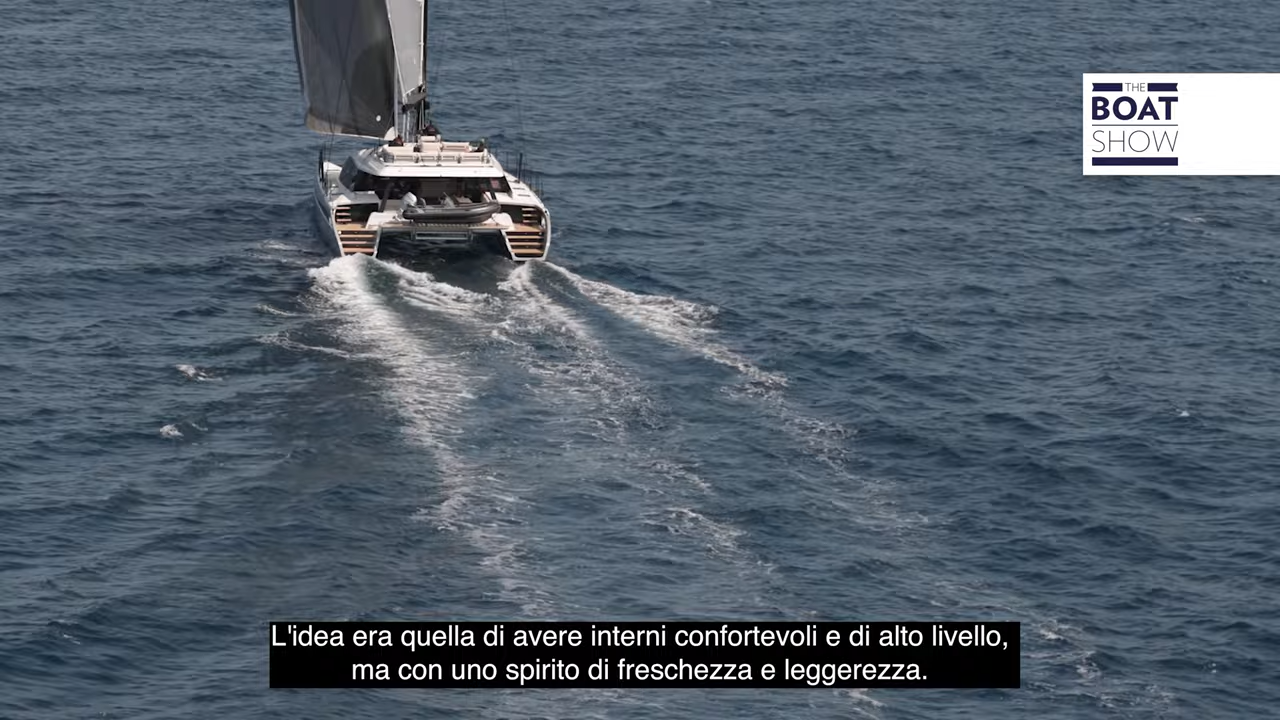 THE
BOAT
SHOW
L'idea era quella di avere interni confortevoli e di alto livello,
ma con uno spirito di freschezza e leggerezza.